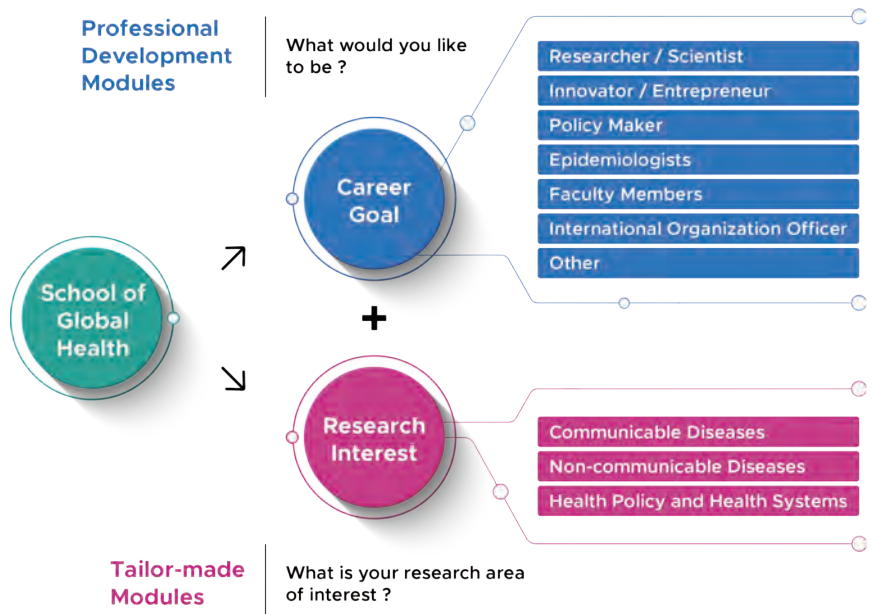 Professional
Development
Modules
What would you like
to be ?
Researcher / Scientist
Innovator / Entrepreneur
Policy Maker
Epidemiologists
Faculty Members
International Organization Officer
Other
Career
Goal
School of
Global
Health
+
Research
Interest
Communicable Diseases
Non-communicable Diseases
Health Policy and Health Systems
Tailor-made
Modules
What is your research area
of interest ?